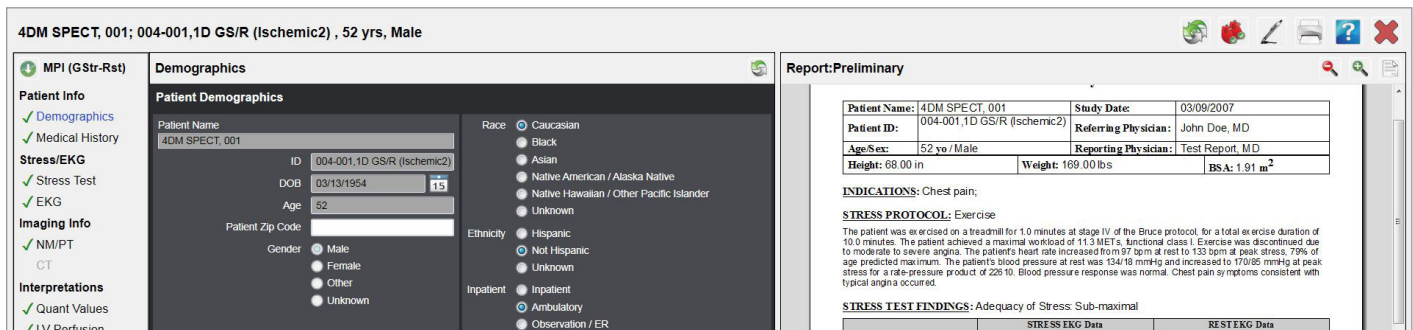 4DM SPECT, 001; 004-001,1D GS/R (Ischemic2) , 52 yrs, Male
MPI (GStr-Rst)
Patient Info
Demographics
Medical History
Stress/EKG
Stress Test
EKG
Imaging Info
NM/PT
CT
Interpretations
Quant Values
LV Perfusion
Demographics
Patient Demographics
Patient Name
4DM SPECT, 001
ID 004-001,1D GS/R (Ischemic2)
DOB 03/13/1954 15
Age 52
Patient Zip Code
Gender Male
Female
Other
Unknown
Race Caucasian
Black
Asian
Native American / Alaska Native
Native Hawaiian / Other Pacific Islander
Unknown
Ethnicity Hispanic
Not Hispanic
Unknown
Inpatient Inpatient
Ambulatory
Observation / ER
Report:Preliminary
Patient Name: 4DM SPECT, 001 Study Date: 03/09/2007
Patient ID: 004-001,1D GS/R (Ischemic2) Referring Physician: John Doe, MD
Age/Sex: 52 yo / Male Reporting Physician: Test Report, MD
Height: 68.00 in Weight: 169.00 lbs BSA: 1.91 m2
INDICATIONS: Chest pain;
STRESS PROTOCOL: Exercise
The patient was exercised on a treadmill for 1.0 minutes at stage IV of the Bruce protocol, for a total exercise duration of
10.0 minutes. The patient achieved a maximal workload of 11.3 METs, functional class I. Exercise was discontinued due
to moderate to severe angina. The patient's heart rate increased from 97 bpm at rest to 133 bpm at peak stress, 79% of
age predicted maximum. The patient's blood pressure at rest was 134/18 mmHg and increased to 170/85 mmHg at peak
stress for a rate-pressure product of 22610. Blood pressure response was normal. Chest pain symptoms consistent with
typical angina occurred.
STRESS TEST FINDINGS: Adequacy of Stress: Sub-maximal
STRESS EKG Data REST EKG Data